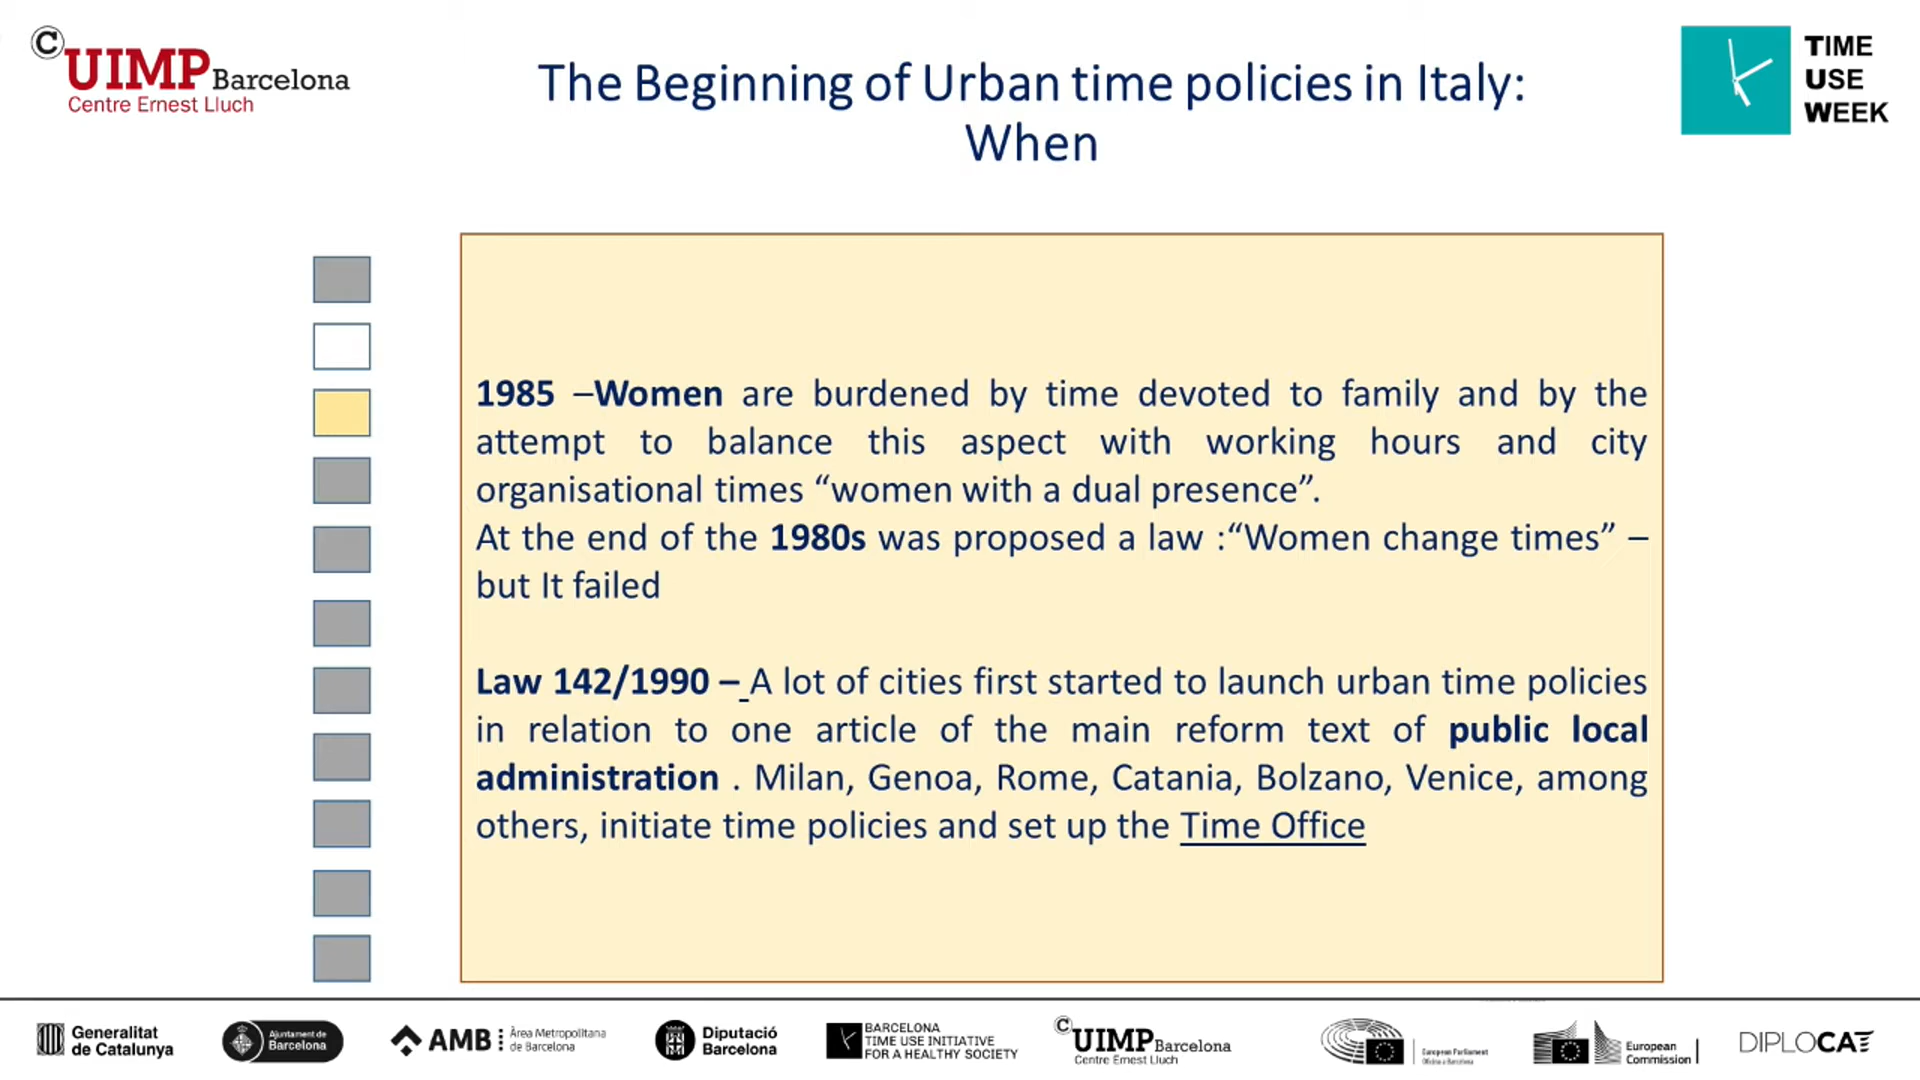 © UIMP Barcelona
Centre Ernest Lluch
The Beginning of Urban time policies in Italy:
When
TIME
USE
WEEK
1985 –Women are burdened by time devoted to family and by the
attempt to balance this aspect with working hours and city
organisational times “women with a dual presence”.
At the end of the 1980s was proposed a law :“Women change times” –
but It failed
Law 142/1990 – A lot of cities first started to launch urban time policies
in relation to one article of the main reform text of public local
administration . Milan, Genoa, Rome, Catania, Bolzano, Venice, among
others, initiate time policies and set up the Time Office
Generalitat
de Catalunya
Ajuntament de
Barcelona
AMB
Àrea Metropolitana
de Barcelona
Diputació
Barcelona
BARCELONA
TIME USE INITIATIVE
FOR A HEALTHY SOCIETY
© UIMP Barcelona
Centre Ernest Lluch
European Parliament
Oficina a Barcelona
European
Commission
DIPLOCAT